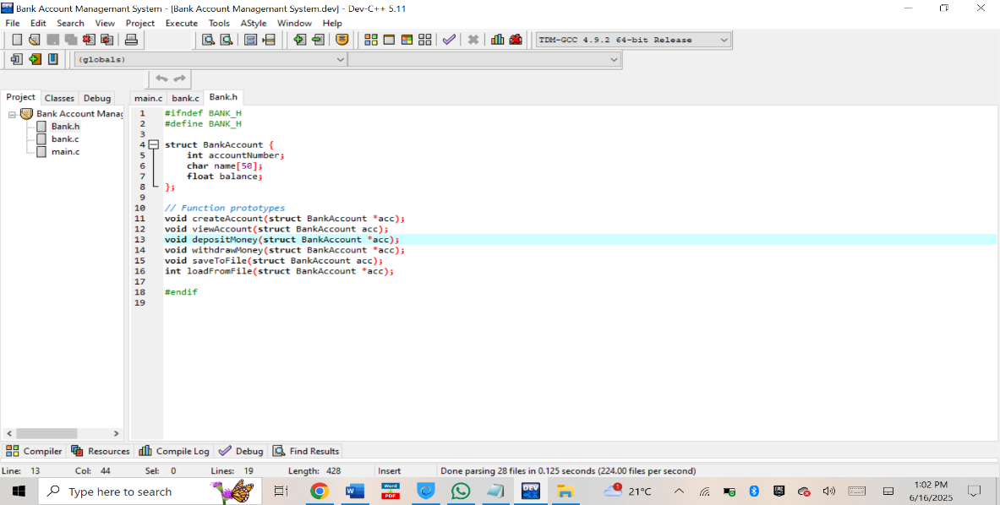 Bank Account Managemant System - [Bank Account Managemant System.dev] - Dev-C++ 5.11
File Edit Search View Project Execute Tools AStyle Window Help
TDM-GCC 4.9.2 64-bit Release
(globals)
Project Classes Debug
main.c bank.c Bank.h
Bank Account Manag
Bank.h
bank.c
main.c
1 #ifndef BANK_H
2 #define BANK_H
3
4 struct BankAccount {
5 int accountNumber;
6 char name[50];
7 float balance;
8 };
9
10 // Function prototypes
11 void createAccount(struct BankAccount *acc);
12 void viewAccount(struct BankAccount acc);
13 void depositMoney(struct BankAccount *acc);
14 void withdrawMoney(struct BankAccount *acc);
15 void saveToFile(struct BankAccount acc);
16 int loadFromFile(struct BankAccount *acc);
17
18 #endif
19
Compiler Resources Compile Log Debug Find Results
Line: 13 Col: 44 Sel: 0 Lines: 19 Length: 428 Insert Done parsing 28 files in 0.125 seconds (224.00 files per second)
Type here to search
Word
PDF
DEV
1
21°C
1:02 PM
6/16/2025